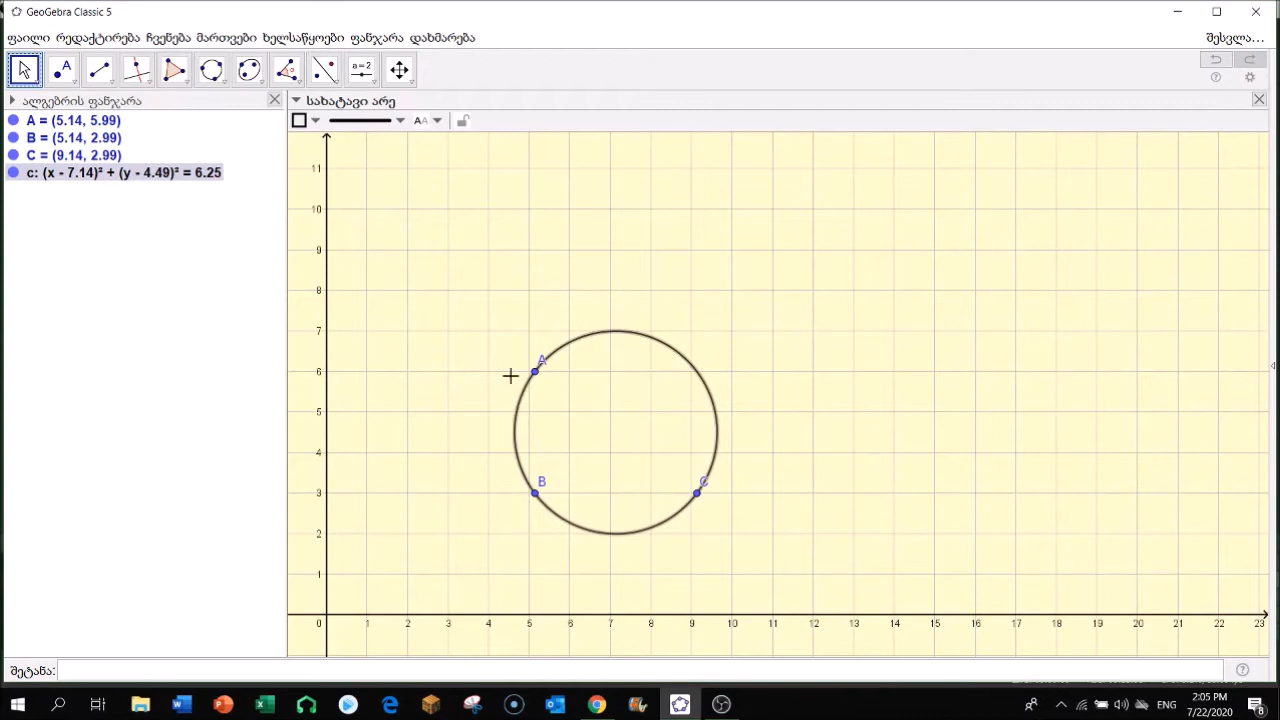 GeoGebra Classic 5
ფაილი რედაქტირება ჩვენება მართვები ხელსაწყოები ფანჯარა დახმარება
შესვლა...
A
a=2
ალგებრის ფანჯარა
სახატავი არე
AA
A = (5.14, 5.99)
B = (5.14, 2.99)
C = (9.14, 2.99)
c: (x - 7.14)² + (y - 4.49)² = 6.25
11
10
9
8
7
6
5
4
3
2
1
A
B
C
0 1 2 3 4 5 6 7 8 9 10 11 12 13 14 15 16 17 18 19 20 21 22 23
შეტანა:
ENG
2:05 PM
7/22/2020
8